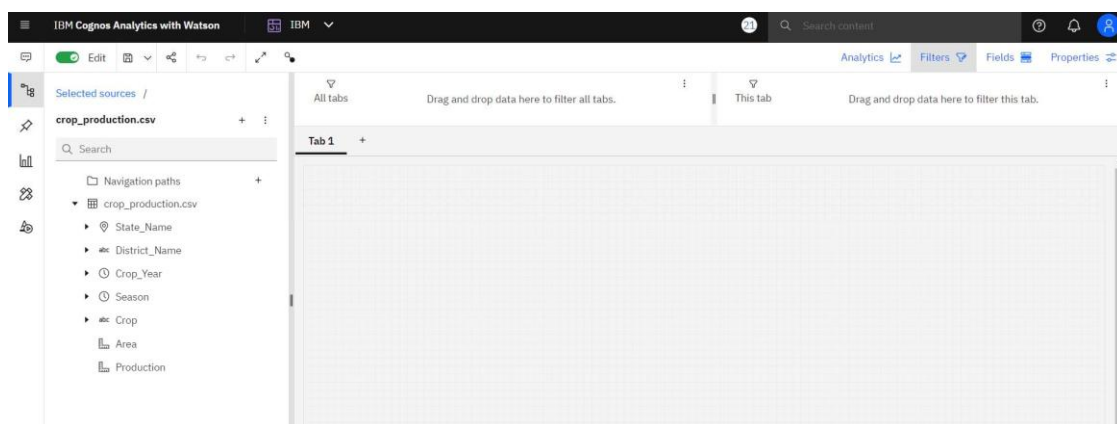 IBM Cognos Analytics with Watson
IBM
21
Search content
Edit
Analytics
Filters
Fields
Properties
Selected sources /
crop_production.csv
Search
Navigation paths
crop_production.csv
State_Name
abc District_Name
Crop_Year
Season
abc Crop
Area
Production
All tabs
Drag and drop data here to filter all tabs.
This tab
Drag and drop data here to filter this tab.
Tab 1 +